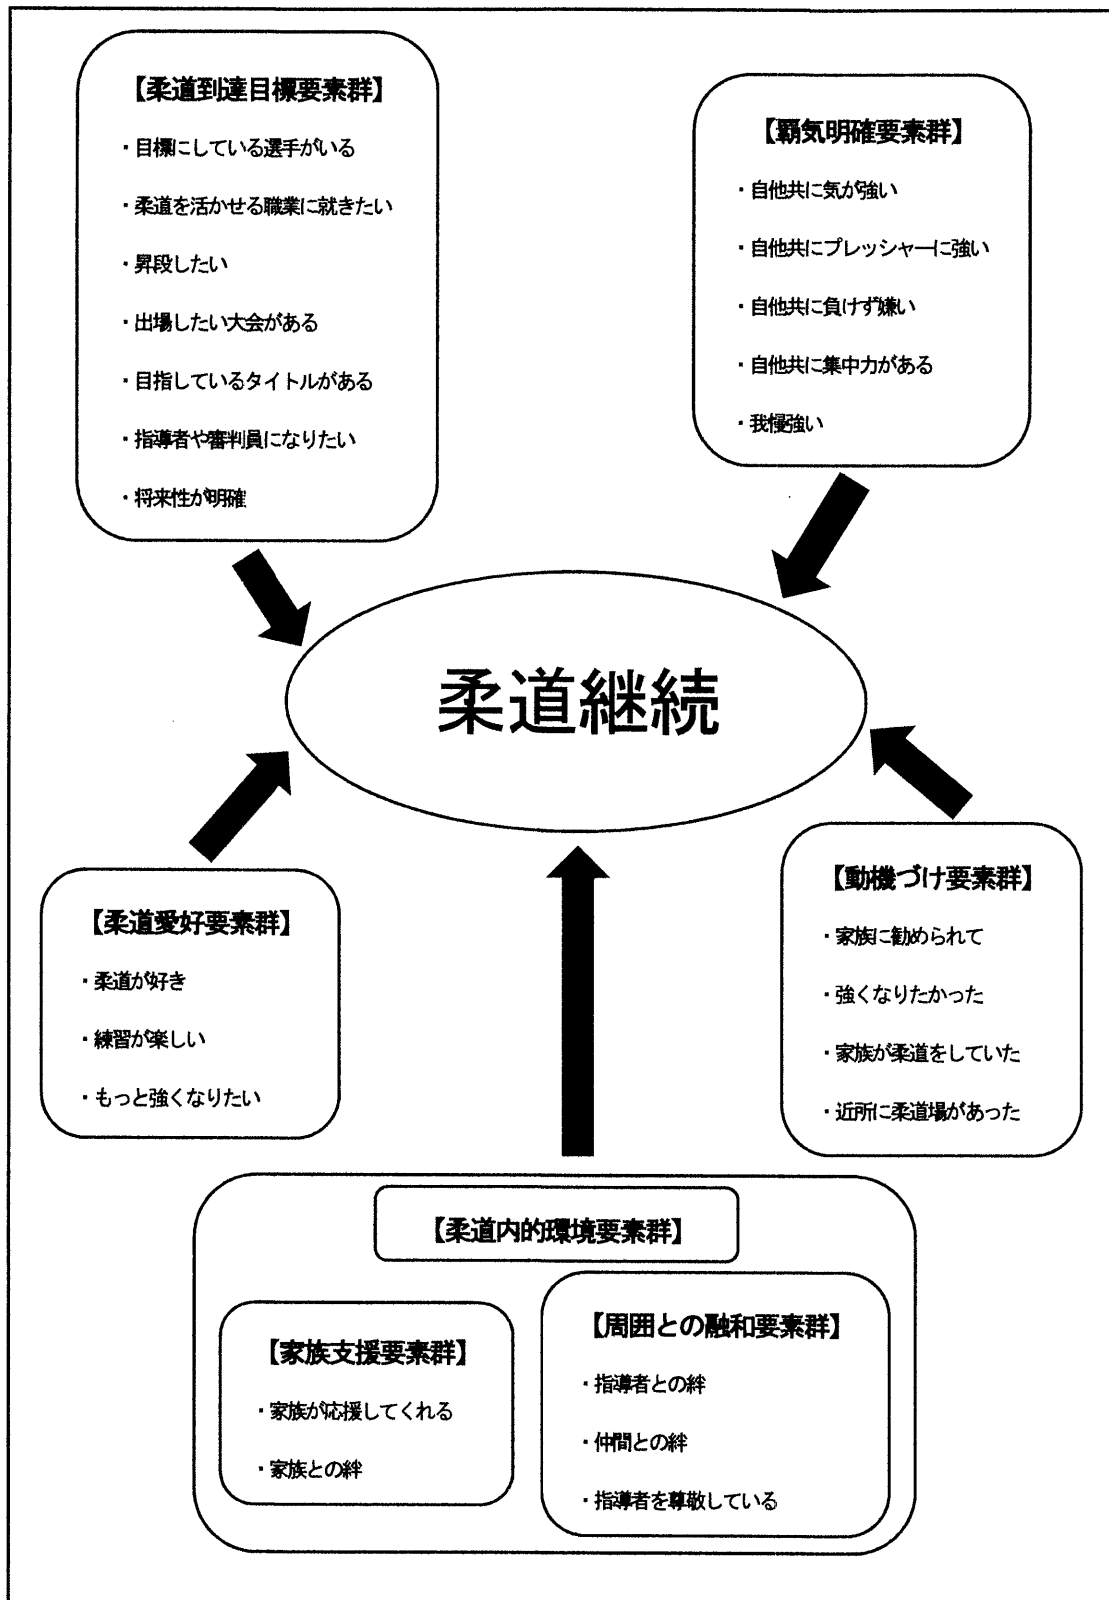 【柔道到達目標要素群】
・目標にしている選手がいる
・柔道を活かせる職業に就きたい
・昇段したい
・出場したい大会がある
・目指しているタイトルがある
・指導者や審判員になりたい
・将来性が明確
【覇気明確要素群】
・自他共に気が強い
・自他共にプレッシャーに強い
・自他共に負けず嫌い
・自他共に集中力がある
・我慢強い
柔道継続
【柔道愛好要素群】
・柔道が好き
・練習が楽しい
・もっと強くなりたい
【動機づけ要素群】
・家族に勧められて
・強くなりたかった
・家族が柔道をしていた
・近所に柔道場があった
【柔道内的環境要素群】
【家族支援要素群】
・家族が応援してくれる
・家族との絆
【周囲との融和要素群】
・指導者との絆
・仲間との絆
・指導者を尊敬している